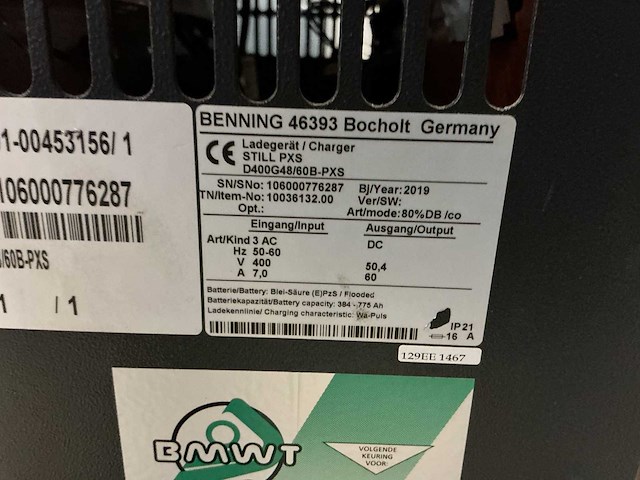 1-00453156/ 1
106000776287
/60B-PXS
1 / 1
BENNING 46393 Bocholt Germany
CE Ladegerät / Charger
STILL PXS
D400G48/60B-PXS
SN/SNo: 106000776287 Bj/Year: 2019
TN/Item-No: 10036132.00 Ver/SW:
Opt.: Art/mode: 80%DB /co
Eingang/Input Ausgang/Output
Art/Kind 3 AC DC
Hz 50-60
V 400 50,4
A 7,0 60
Batterie/Battery: Blei-Säure (E)PzS / Flooded
Batteriekapazität/Battery capacity: 384 - 775 Ah
Ladekennlinie/ Charging characteristic: Wa-Puls
IP 21
16 A
129EE 1467
BMWT
VOLGENDE
KEURING
VOOR: